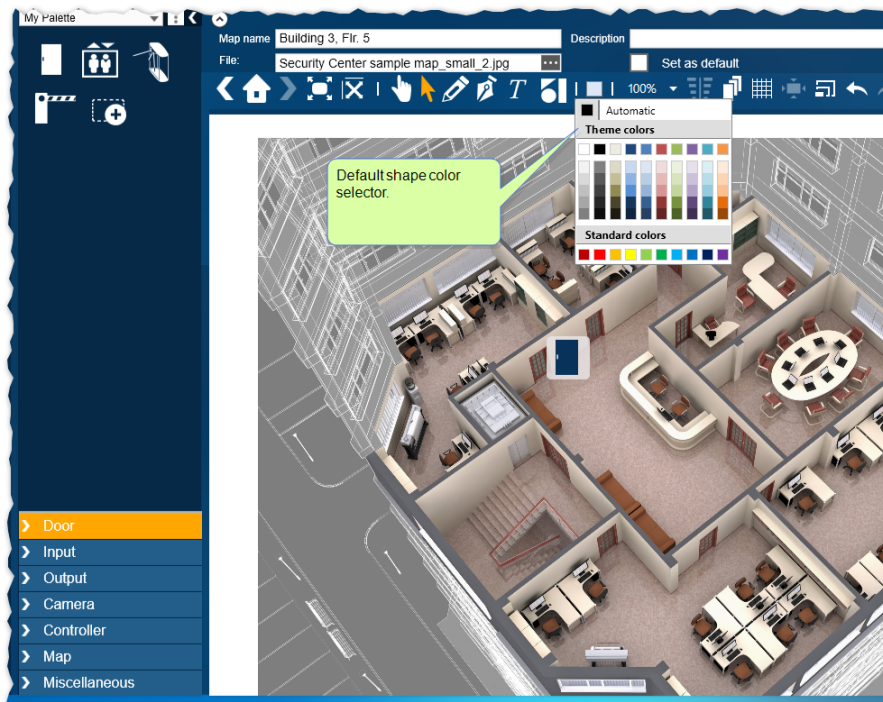 My Palette
Map name
Building 3, Flr. 5
Description
File:
Security Center sample map_small_2.jpg
Set as default
T
100%
Automatic
Theme colors
Standard colors
Default shape color
selector.
Door
Input
Output
Camera
Controller
Map
Miscellaneous